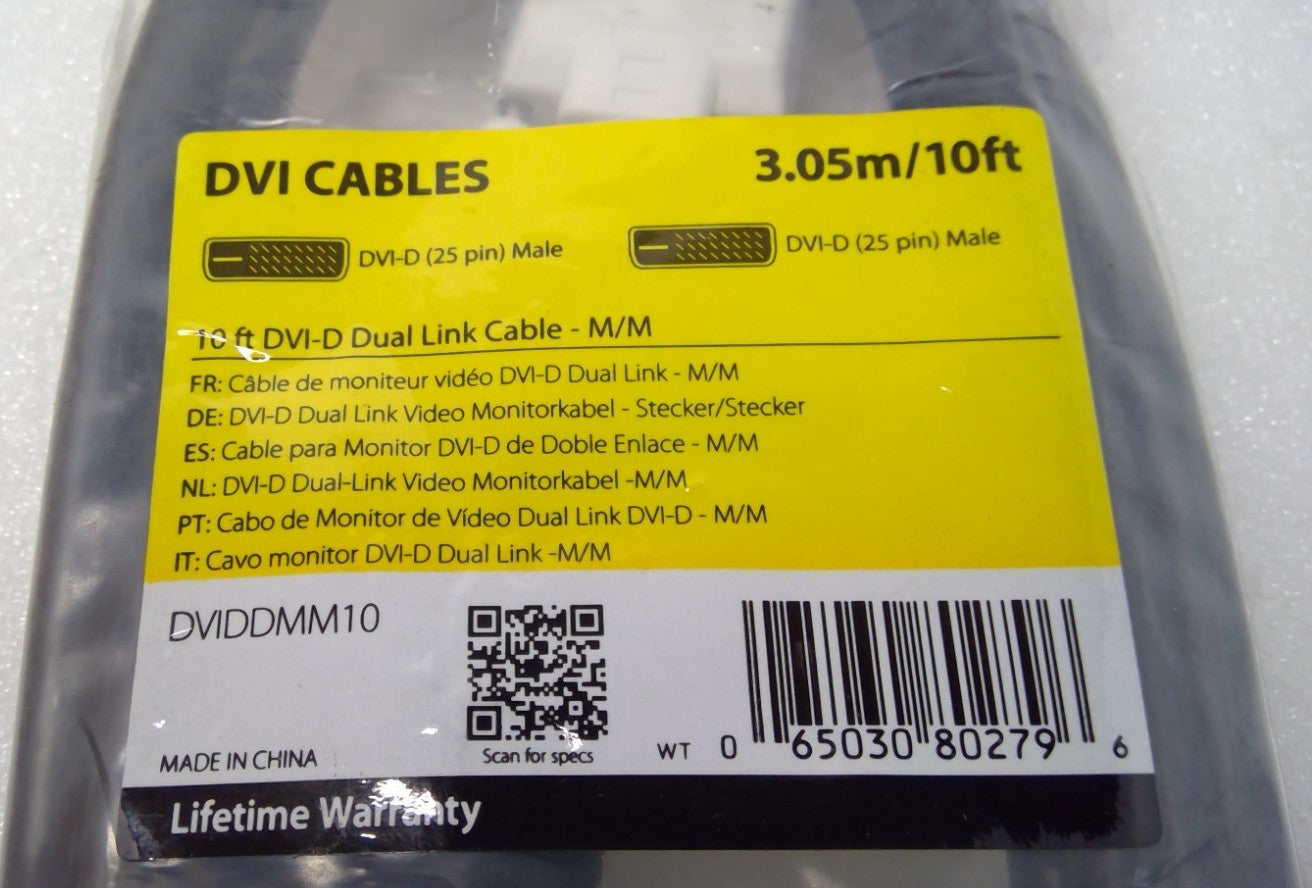 DVI CABLES
3.05m/10ft
DVI-D (25 pin) Male
DVI-D (25 pin) Male
10 ft DVI-D Dual Link Cable - M/M
FR: Câble de moniteur vidéo DVI-D Dual Link - M/M
DE: DVI-D Dual Link Video Monitorkabel - Stecker/Stecker
ES: Cable para Monitor DVI-D de Doble Enlace - M/M
NL: DVI-D Dual-Link Video Monitorkabel -M/M
PT: Cabo de Monitor de Vídeo Dual Link DVI-D - M/M
IT: Cavo monitor DVI-D Dual Link -M/M
DVIDDMM10
Scan for specs
MADE IN CHINA
WT 0 65030 80279 6
Lifetime Warranty